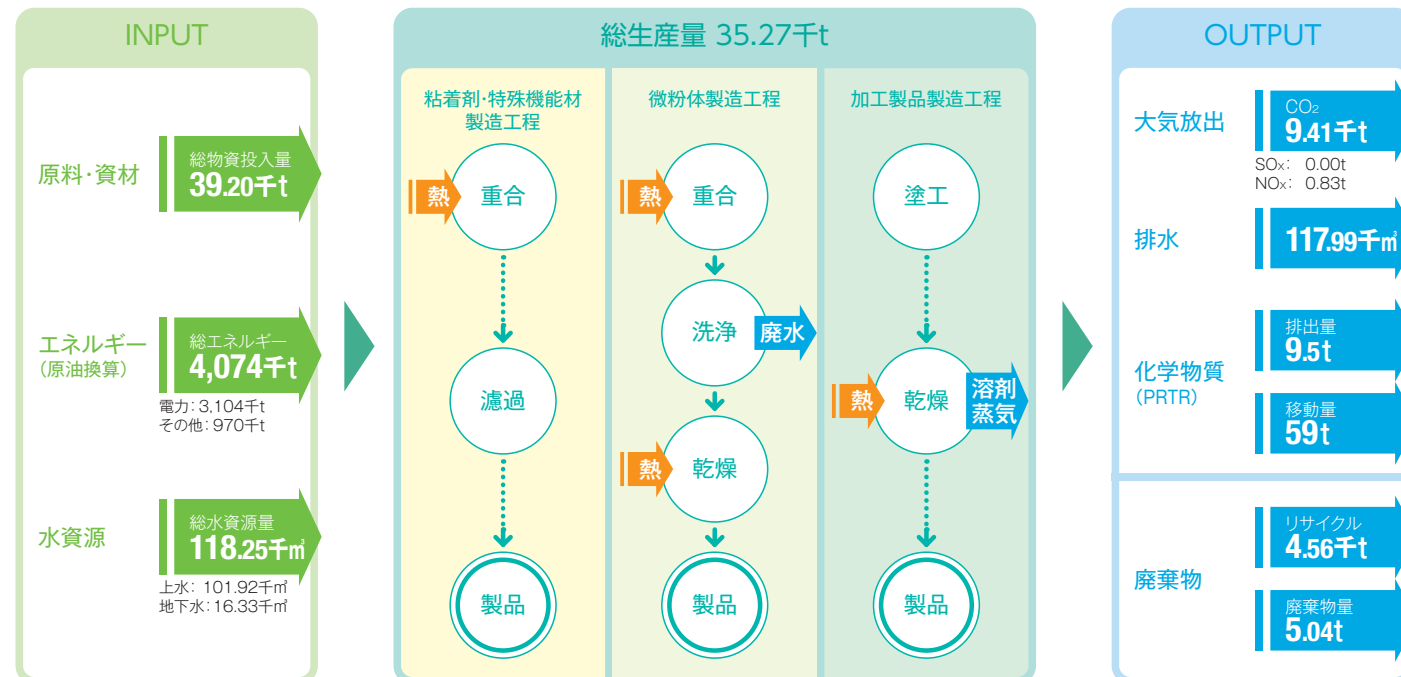 INPUT
原料・資材
総物資投入量
39.20千t
エネルギー
(原油換算)
総エネルギー
4,074千t
電力：3,104千t
その他：970千t
水資源
総水資源量
118.25千㎥
上水：101.92千㎥
地下水：16.33千㎥
総生産量 35.27千t
粘着剤・特殊機能材
製造工程
熱
重合
濾過
製品
微粉体製造工程
熱
重合
洗浄
廃水
熱
乾燥
製品
加工製品製造工程
塗工
熱
乾燥
溶剤
蒸気
製品
OUTPUT
大気放出
CO₂
9.41千t
SOx：0.00t
NOx：0.83t
排水
117.99千㎥
化学物質
(PRTR)
排出量
9.5t
移動量
59t
廃棄物
リサイクル
4.56千t
廃棄物量
5.04t